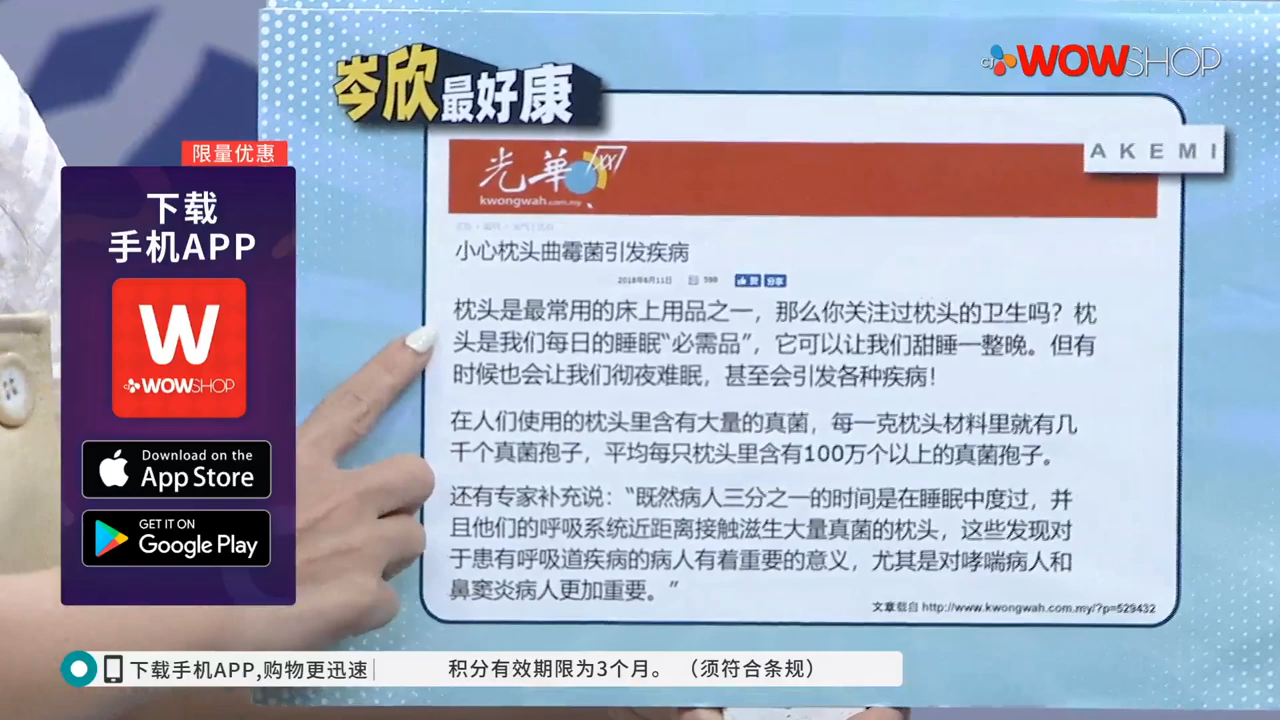 岑欣最好康
CJ WOWSHOP
AKEMI
限量优惠
下载
手机APP
W
CJ WOWSHOP
Download on the
App Store
GET IT ON
Google Play
光華网
kwongwah.com.my
小心枕头曲霉菌引发疾病
2018年6月11日 598 赞 分享
枕头是最常用的床上用品之一，那么你关注过枕头的卫生吗？枕
头是我们每日的睡眠“必需品”，它可以让我们甜睡一整晚。但有
时候也会让我们彻夜难眠，甚至会引发各种疾病！
在人们使用的枕头里含有大量的真菌，每一克枕头材料里就有几
千个真菌孢子，平均每只枕头里含有100万个以上的真菌孢子。
还有专家补充说：“既然病人三分之一的时间是在睡眠中度过，并
且他们的呼吸系统近距离接触滋生大量真菌的枕头，这些发现对
于患有呼吸道疾病的病人有着重要的意义，尤其是对哮喘病人和
鼻窦炎病人更加重要。”
文章载自 http://www.kwongwah.com.my/?p=529432
下载手机APP,购物更迅速 积分有效期限为3个月。（须符合条规）